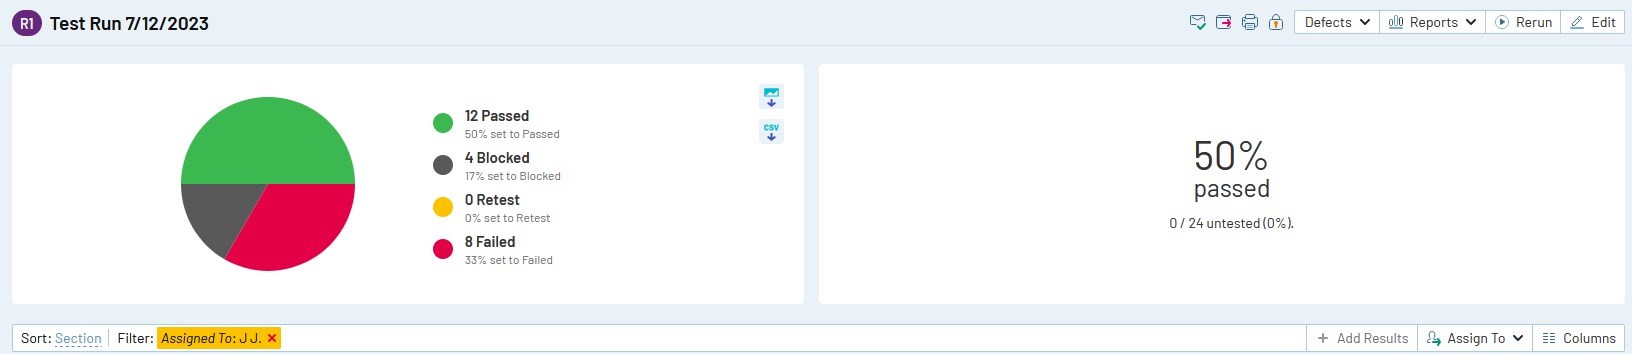 R1 Test Run 7/12/2023 Defects Reports Rerun Edit
12 Passed
50% set to Passed
4 Blocked
17% set to Blocked
0 Retest
0% set to Retest
8 Failed
33% set to Failed
CSV
50%
passed
0 / 24 untested (0%).
Sort: Section Filter: Assigned To: J J. + Add Results Assign To Columns